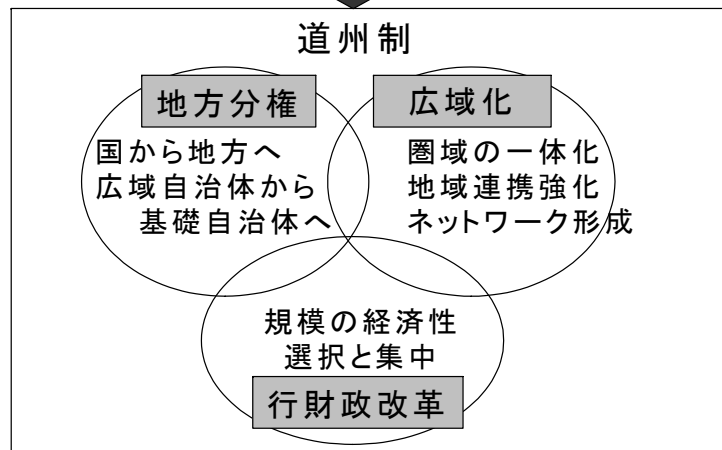 道州制
地方分権
国から地方へ
広域自治体から
基礎自治体へ
広域化
圏域の一体化
地域連携強化
ネットワーク形成
規模の経済性
選択と集中
行財政改革